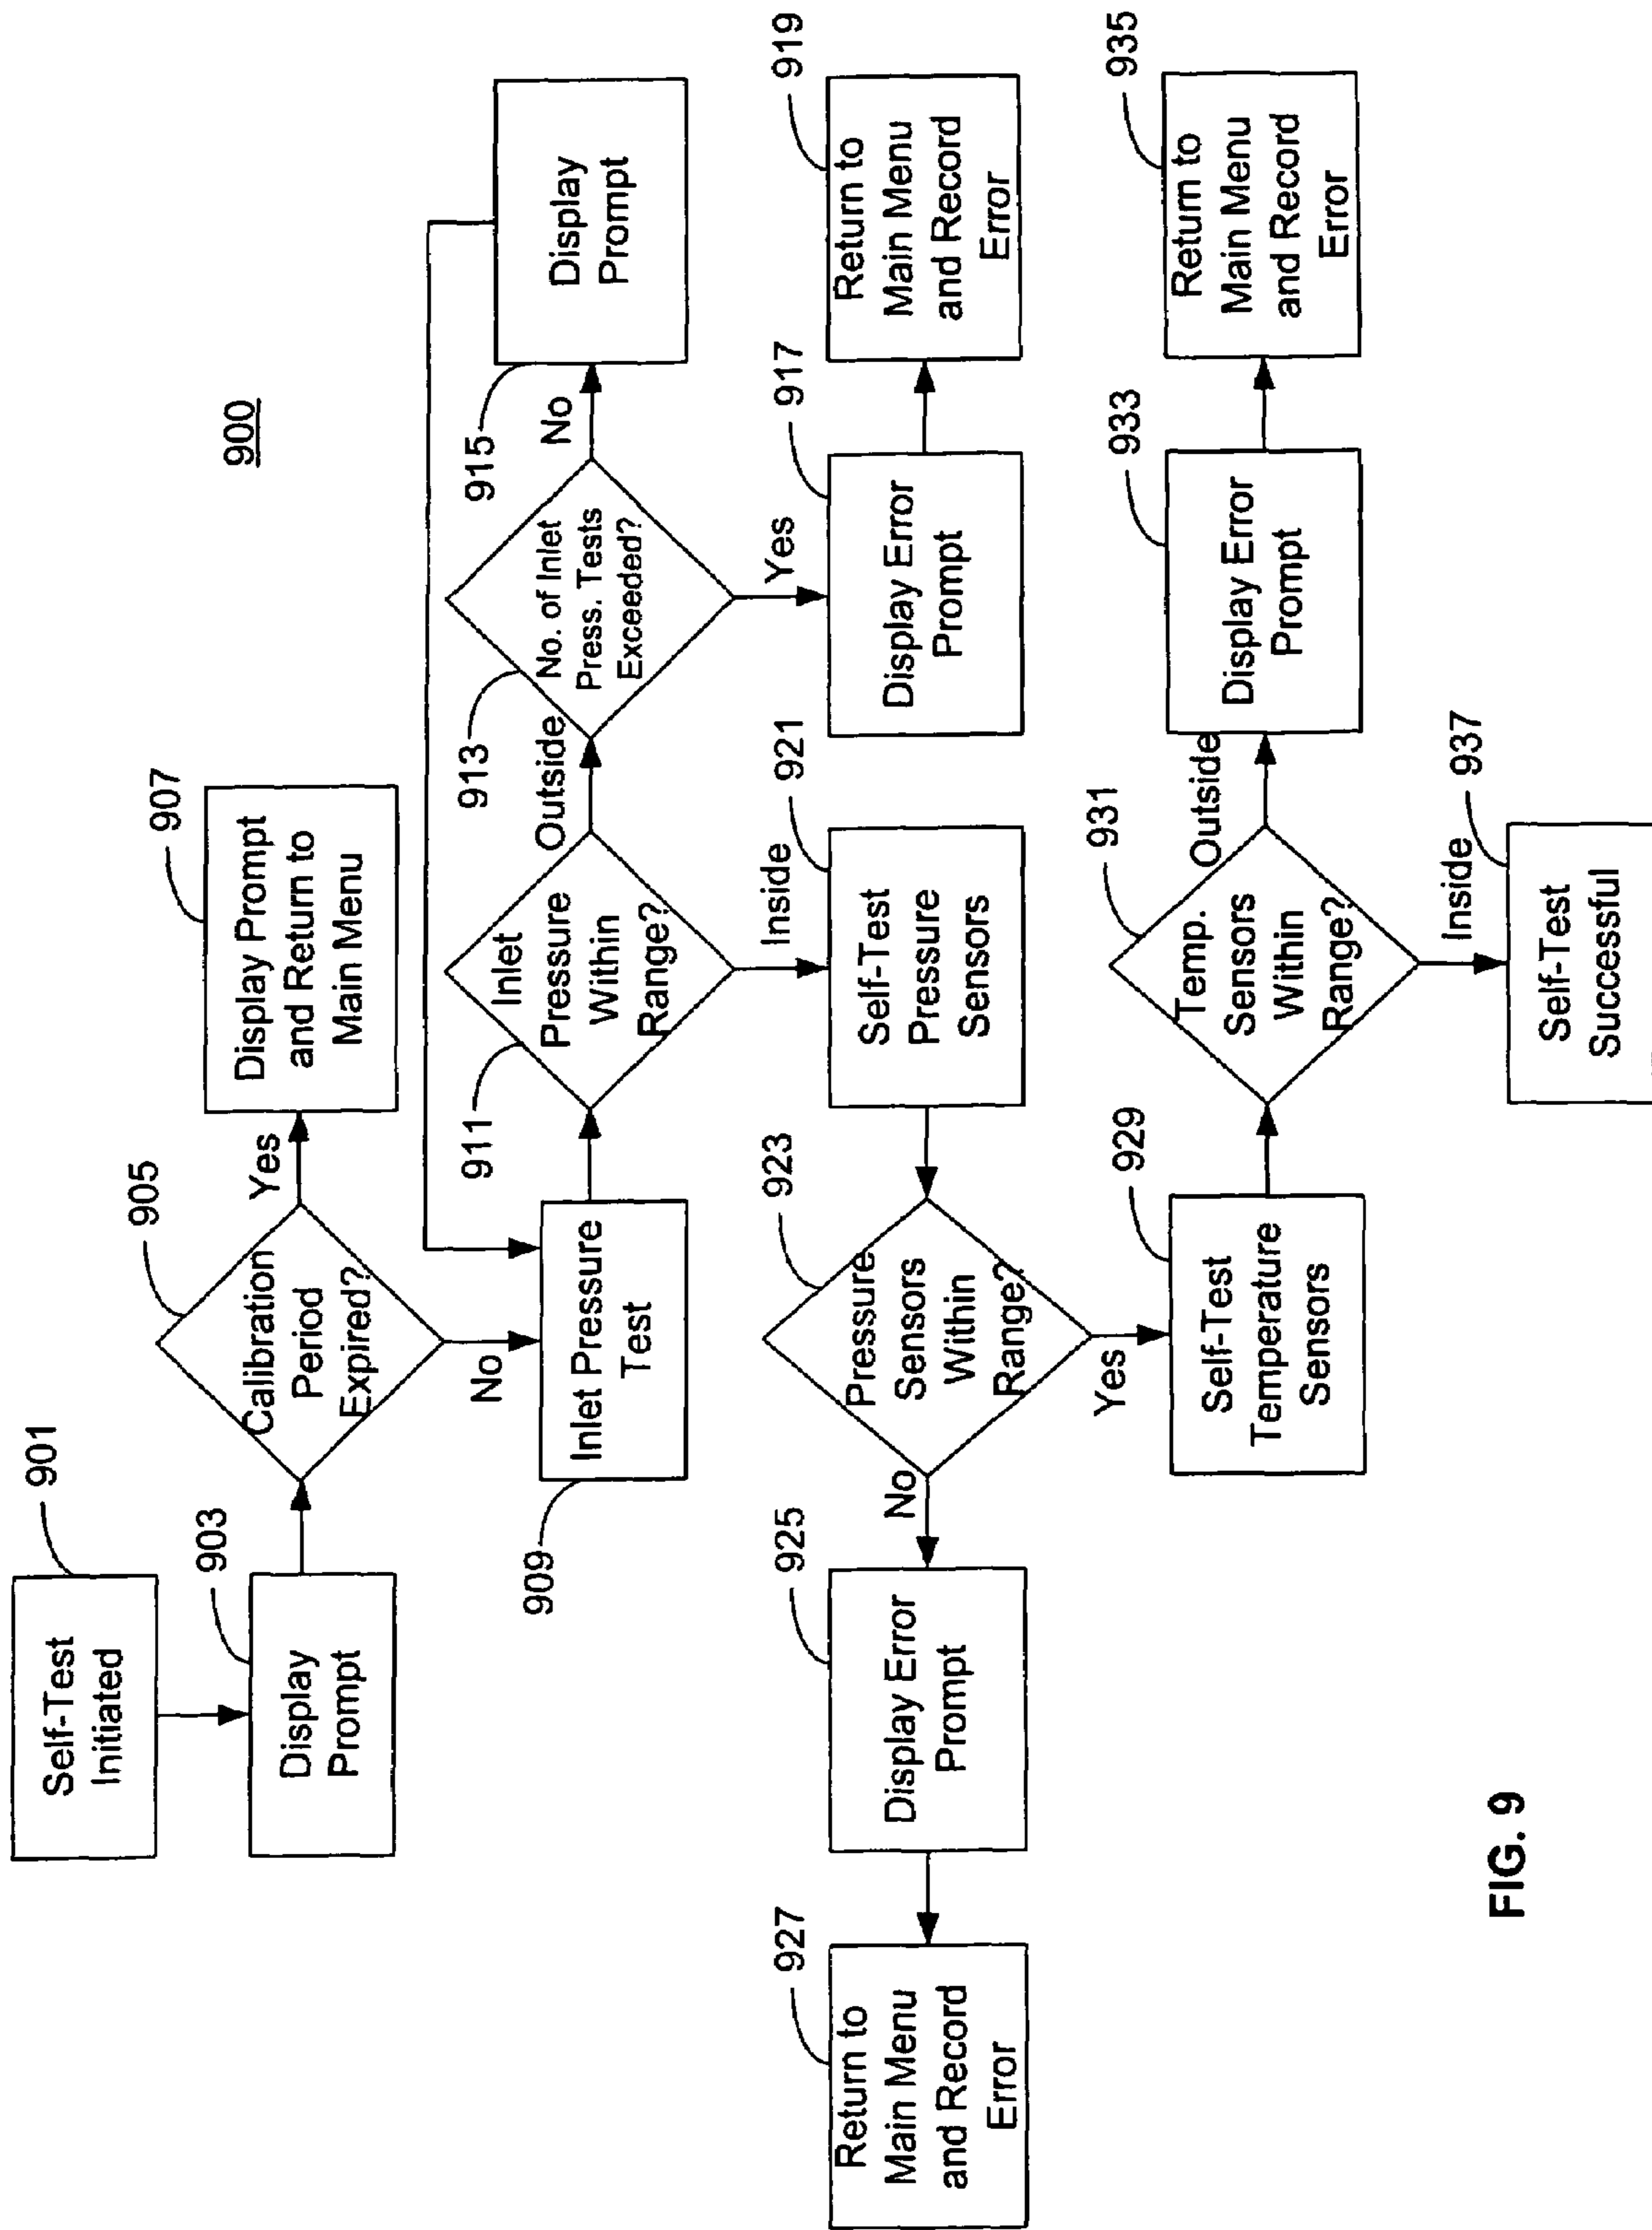 900
901
Self-Test
Initiated
903
Display
Prompt
905
Calibration
Period
Expired?
Yes
907
Display Prompt
and Return to
Main Menu
No
909
Inlet Pressure
Test
911
Inlet
Pressure
Within
Range?
Outside
913
No. of Inlet
Press. Tests
Exceeded?
No
915
Display
Prompt
Yes
917
Display Error
Prompt
919
Return to
Main Menu
and Record
Error
Inside
921
Self-Test
Pressure
Sensors
923
Pressure
Sensors
Within
Range?
No
925
Display Error
Prompt
927
Return to
Main Menu
and Record
Error
Yes
929
Self-Test
Temperature
Sensors
931
Temp.
Sensors
Within
Range?
Outside
933
Display Error
Prompt
935
Return to
Main Menu
and Record
Error
Inside
937
Self-Test
Successful
FIG. 9